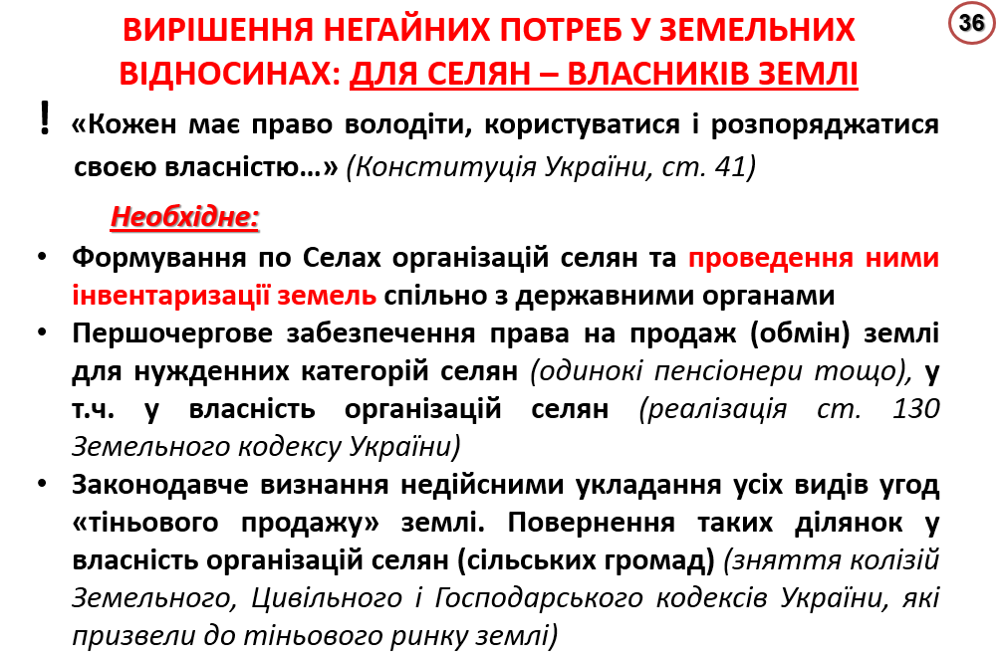 36
ВИРІШЕННЯ НЕГАЙНИХ ПОТРЕБ У ЗЕМЕЛЬНИХ
ВІДНОСИНАХ: ДЛЯ СЕЛЯН – ВЛАСНИКІВ ЗЕМЛІ
! «Кожен має право володіти, користуватися і розпоряджатися
своєю власністю…» (Конституція України, ст. 41)
Необхідне:
• Формування по Селах організацій селян та проведення ними
інвентаризації земель спільно з державними органами
• Першочергове забезпечення права на продаж (обмін) землі
для нужденних категорій селян (одинокі пенсіонери тощо), у
т.ч. у власність організацій селян (реалізація ст. 130
Земельного кодексу України)
• Законодавче визнання недійсними укладання усіх видів угод
«тіньового продажу» землі. Повернення таких ділянок у
власність організацій селян (сільських громад) (зняття колізій
Земельного, Цивільного і Господарського кодексів України, які
призвели до тіньового ринку землі)